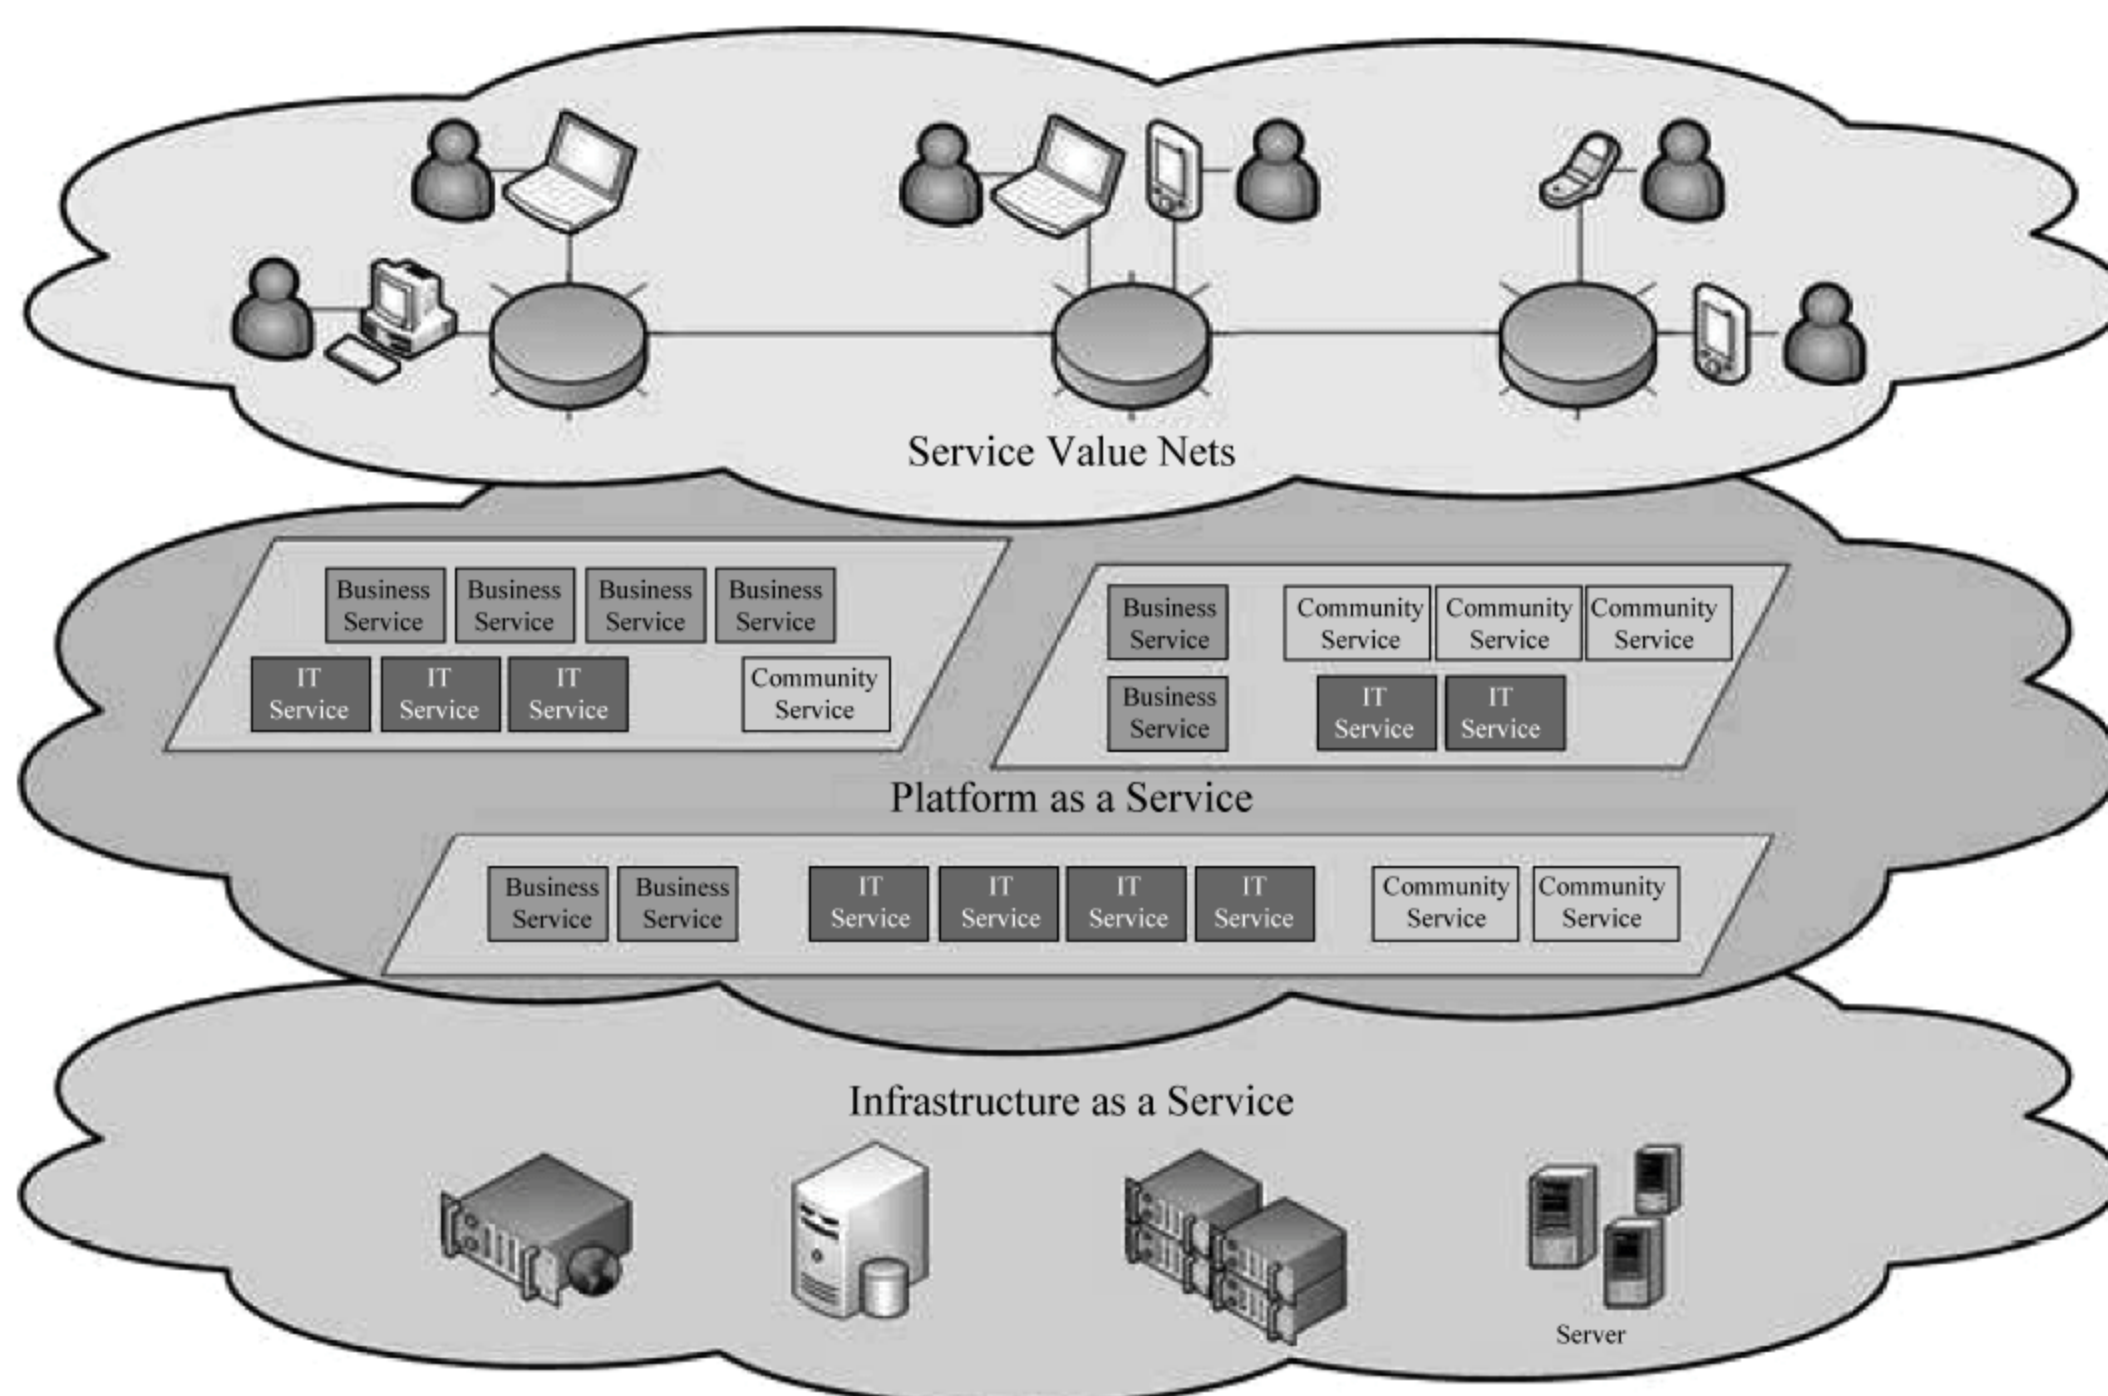 Service Value Nets
Business Business Business Business
Service Service Service Service
IT IT IT Community
Service Service Service Service
Business Community Community Community
Service Service Service Service
Business IT IT
Service Service Service
Platform as a Service
Business Business IT IT IT IT Community Community
Service Service Service Service Service Service Service Service
Infrastructure as a Service
Server